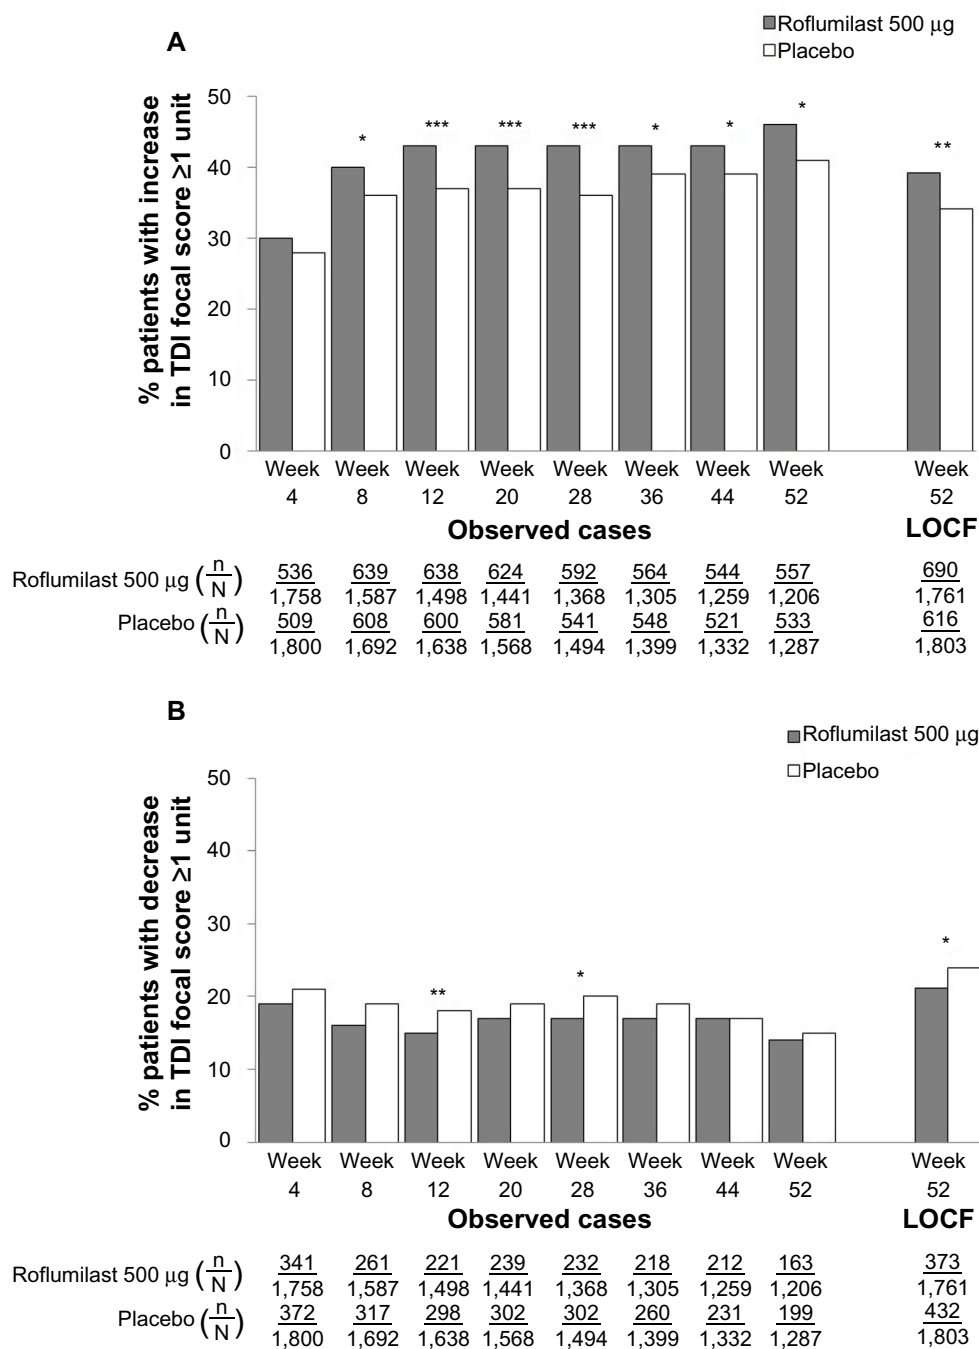 A
Roflumilast 500 µg
Placebo
% patients with increase
in TDI focal score ≥1 unit
50
40
30
20
10
0
* *** *** *** * * * **
Week Week Week Week Week Week Week Week Week
4 8 12 20 28 36 44 52 52
Observed cases LOCF
Roflumilast 500 µg (n/N) 536/1,758 639/1,587 638/1,498 624/1,441 592/1,368 564/1,305 544/1,259 557/1,206 690/1,761
Placebo (n/N) 509/1,800 608/1,692 600/1,638 581/1,568 541/1,494 548/1,399 521/1,332 533/1,287 616/1,803
B
Roflumilast 500 µg
Placebo
% patients with decrease
in TDI focal score ≥1 unit
50
40
30
20
10
0
** * *
Week Week Week Week Week Week Week Week Week
4 8 12 20 28 36 44 52 52
Observed cases LOCF
Roflumilast 500 µg (n/N) 341/1,758 261/1,587 221/1,498 239/1,441 232/1,368 218/1,305 212/1,259 163/1,206 373/1,761
Placebo (n/N) 372/1,800 317/1,692 298/1,638 302/1,568 302/1,494 260/1,399 231/1,332 199/1,287 432/1,803